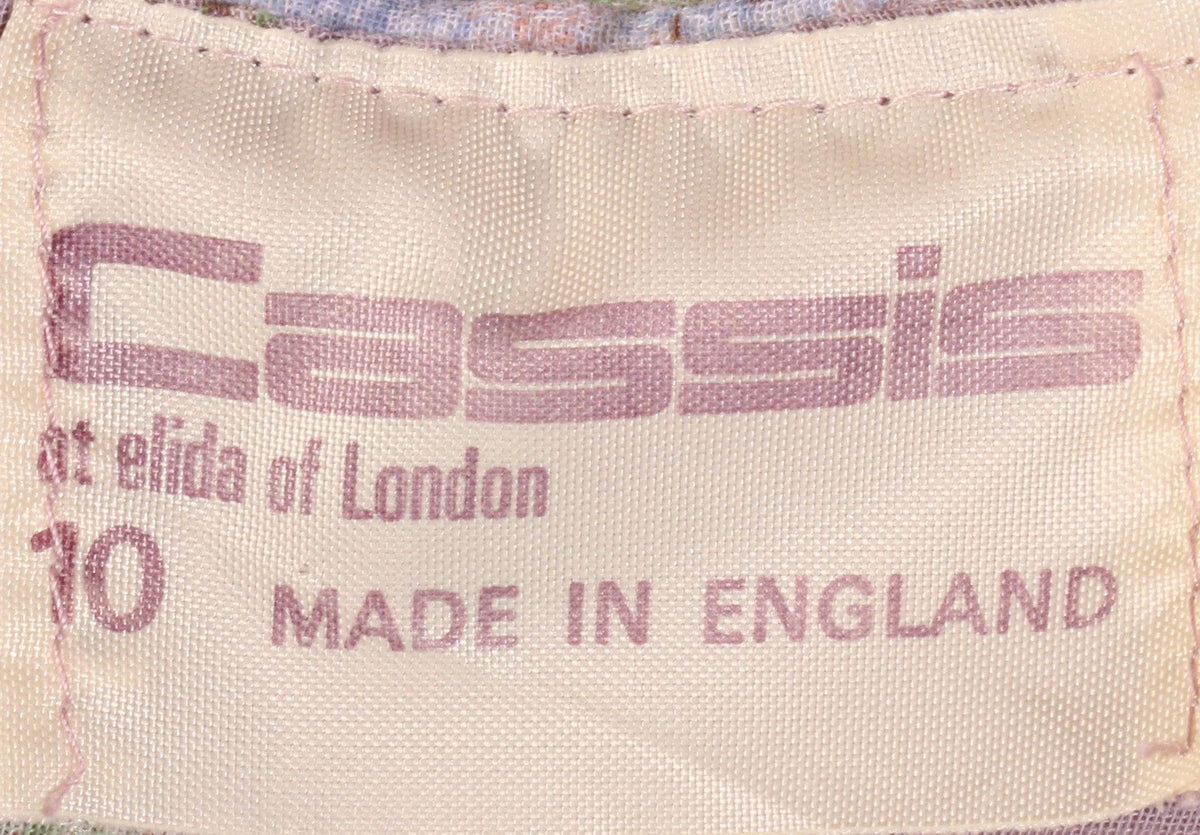 Cassis
at elida of London
10
MADE IN ENGLAND